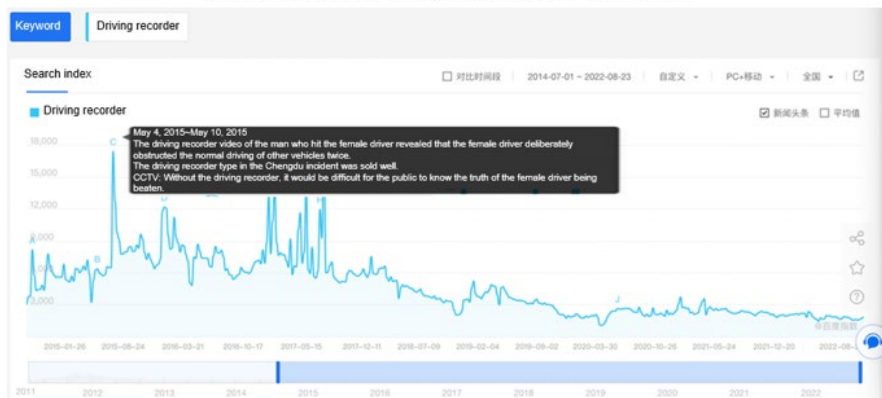 Keyword
Driving recorder
Search index
对比时间段 2014-07-01 ~ 2022-08-23 自定义 PC+移动 全国
Driving recorder
新闻头条 平均值
May 4, 2015~May 10, 2015
The driving recorder video of the man who hit the female driver revealed that the female driver deliberately
obstructed the normal driving of other vehicles twice.
The driving recorder type in the Chengdu incident was sold well.
CCTV: Without the driving recorder, it would be difficult for the public to know the truth of the female driver being
beaten.
18,000
C
15,000
12,000
D
H
A
9,000
B
J
@百度指数
2015-01-26 2015-08-24 2016-03-21 2016-10-17 2017-05-15 2017-12-11 2018-07-09 2019-02-04 2019-09-02 2020-03-30 2020-10-26 2021-05-24 2021-12-20
2011 2012 2013 2014 2015 2016 2017 2018 2019 2020 2021 2022